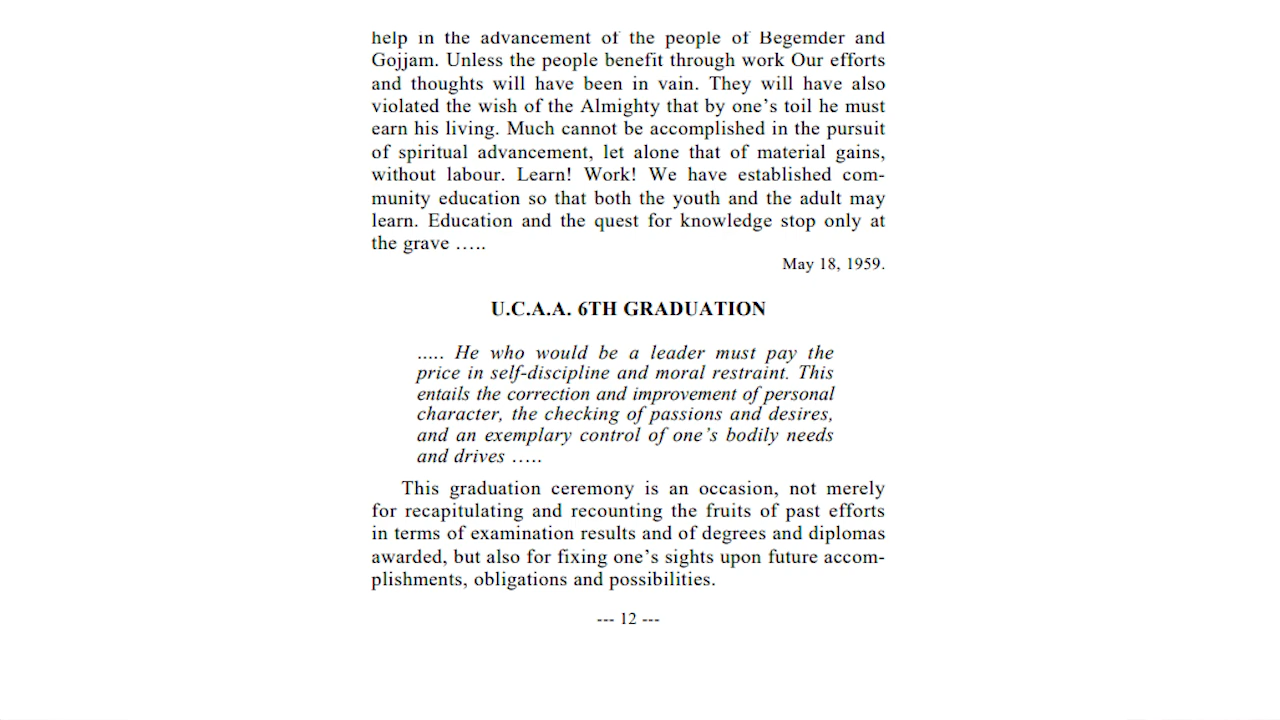 help in the advancement of the people of Begemder and
Gojjam. Unless the people benefit through work Our efforts
and thoughts will have been in vain. They will have also
violated the wish of the Almighty that by one’s toil he must
earn his living. Much cannot be accomplished in the pursuit
of spiritual advancement, let alone that of material gains,
without labour. Learn! Work! We have established com-
munity education so that both the youth and the adult may
learn. Education and the quest for knowledge stop only at
the grave …..
May 18, 1959.
U.C.A.A. 6TH GRADUATION
..... He who would be a leader must pay the
price in self-discipline and moral restraint. This
entails the correction and improvement of personal
character, the checking of passions and desires,
and an exemplary control of one’s bodily needs
and drives …..
This graduation ceremony is an occasion, not merely
for recapitulating and recounting the fruits of past efforts
in terms of examination results and of degrees and diplomas
awarded, but also for fixing one’s sights upon future accom-
plishments, obligations and possibilities.
--- 12 ---